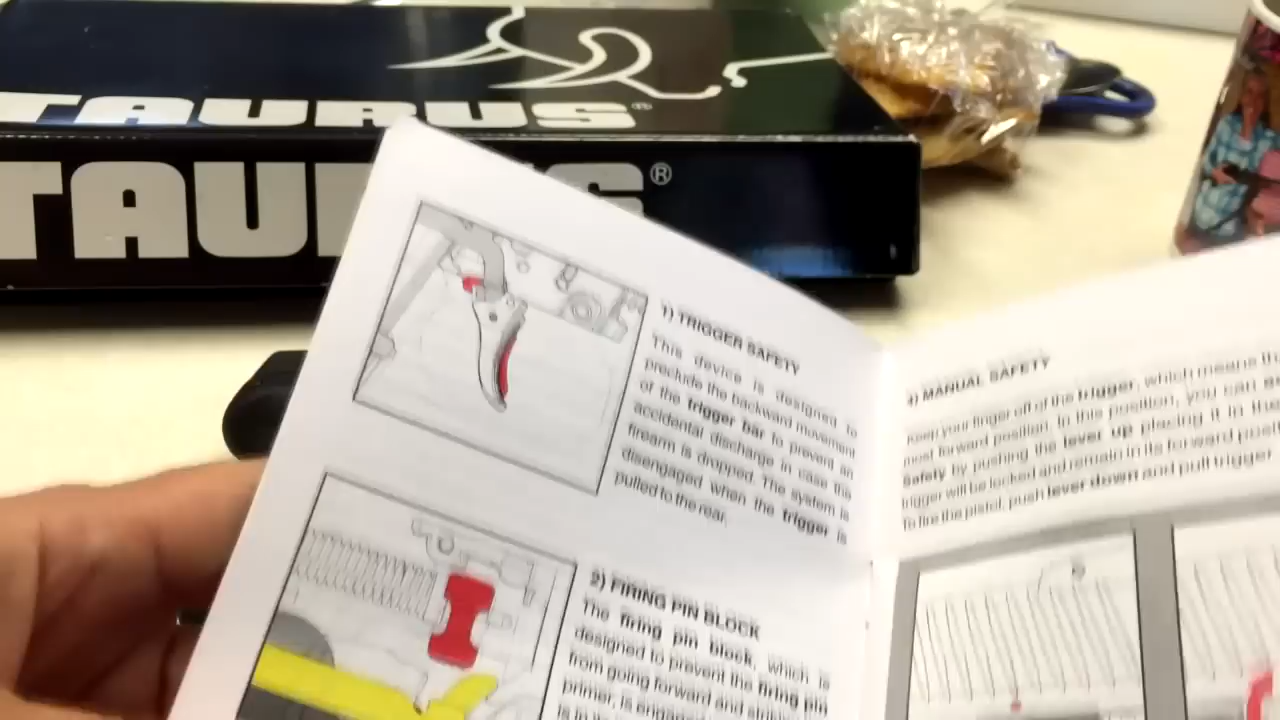 TAURUS®
TAURUS®
1) TRIGGER SAFETY
This device is designed to
preclude the backward movement
of the trigger bar to prevent an
accidental discharge in case the
firearm is dropped. The system is
disengaged when the trigger is
pulled to the rear.
2) FIRING PIN BLOCK
The firing pin block, which is
designed to prevent the firing pin
from going forward and striking
primer, is engaged
4) MANUAL SAFETY
Keep your finger off of the trigger, which means the
most forward position. In this position, you can
safety by pushing the lever up placing it in the
trigger will be locked and remain in its forward
To fire the pistol, push lever down and pull trigger